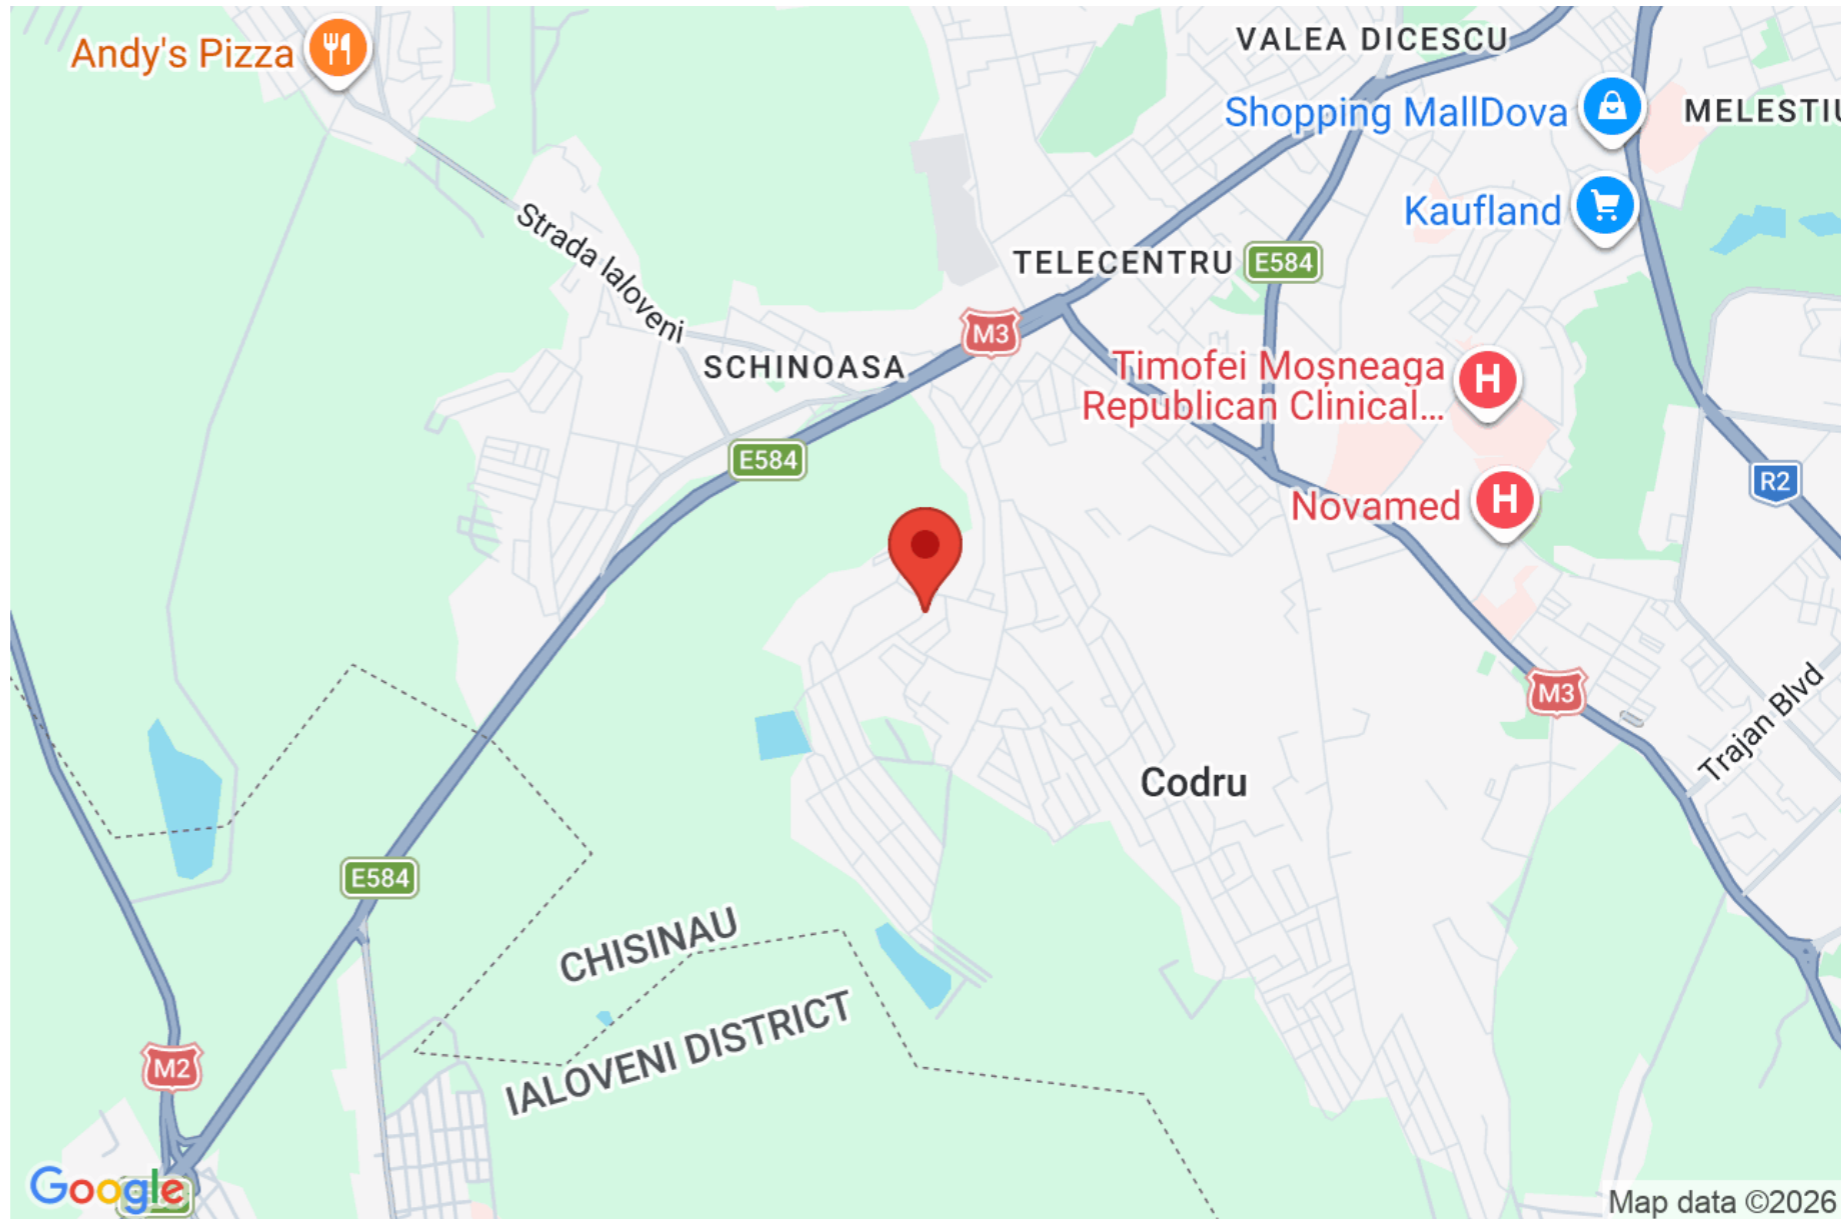 VALEA DICESCU
Andy's Pizza
Shopping MallDova
MELESTIU
Kaufland
Strada Ialoveni
TELECENTRU
E584
M3
SCHINOASA
Timofei Moșneaga
Republican Clinical...
H
E584
R2
Novamed
H
M3
Trajan Blvd
Codru
E584
CHISINAU
IALOVENI DISTRICT
M2
Google
Map data ©2026